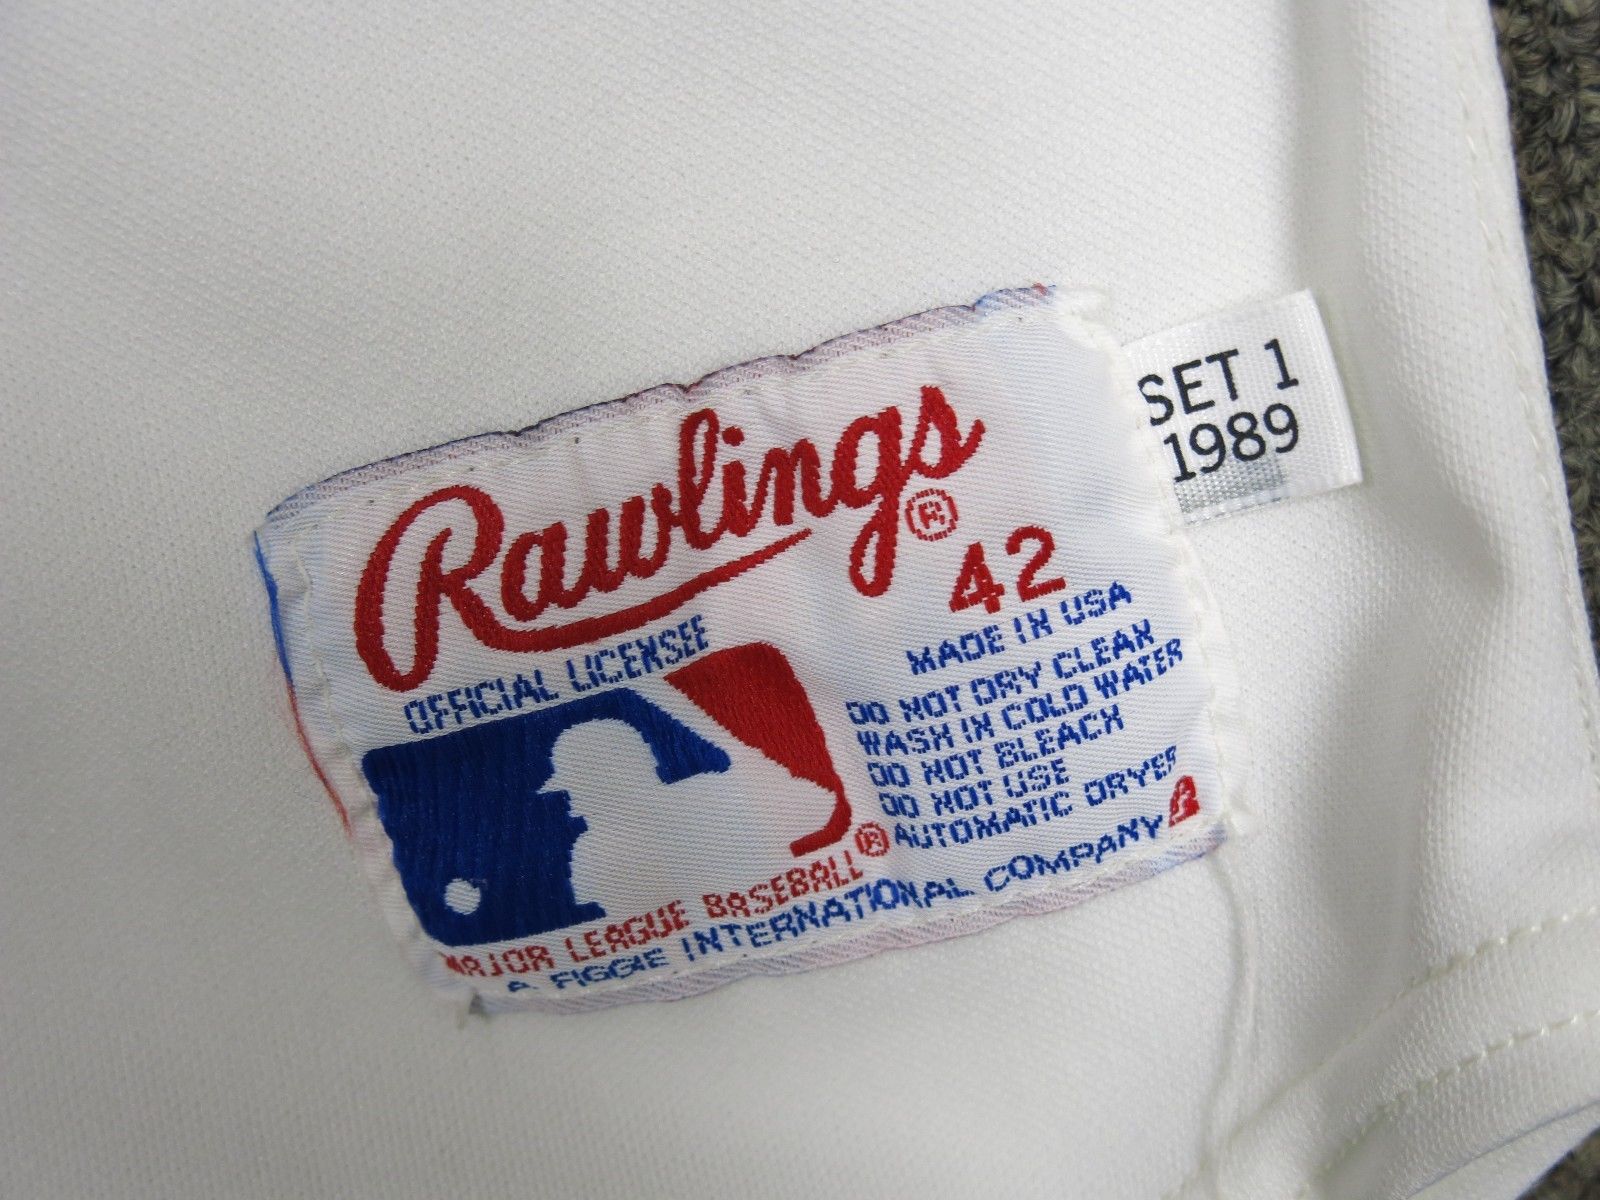 Rawlings®
42
SET 1
1989
OFFICIAL LICENSEE
MADE IN USA
DO NOT DRY CLEAN
WASH IN COLD WATER
DO NOT BLEACH
DO NOT USE
AUTOMATIC DRYER
MAJOR LEAGUE BASEBALL®
A FIGGIE INTERNATIONAL COMPANY